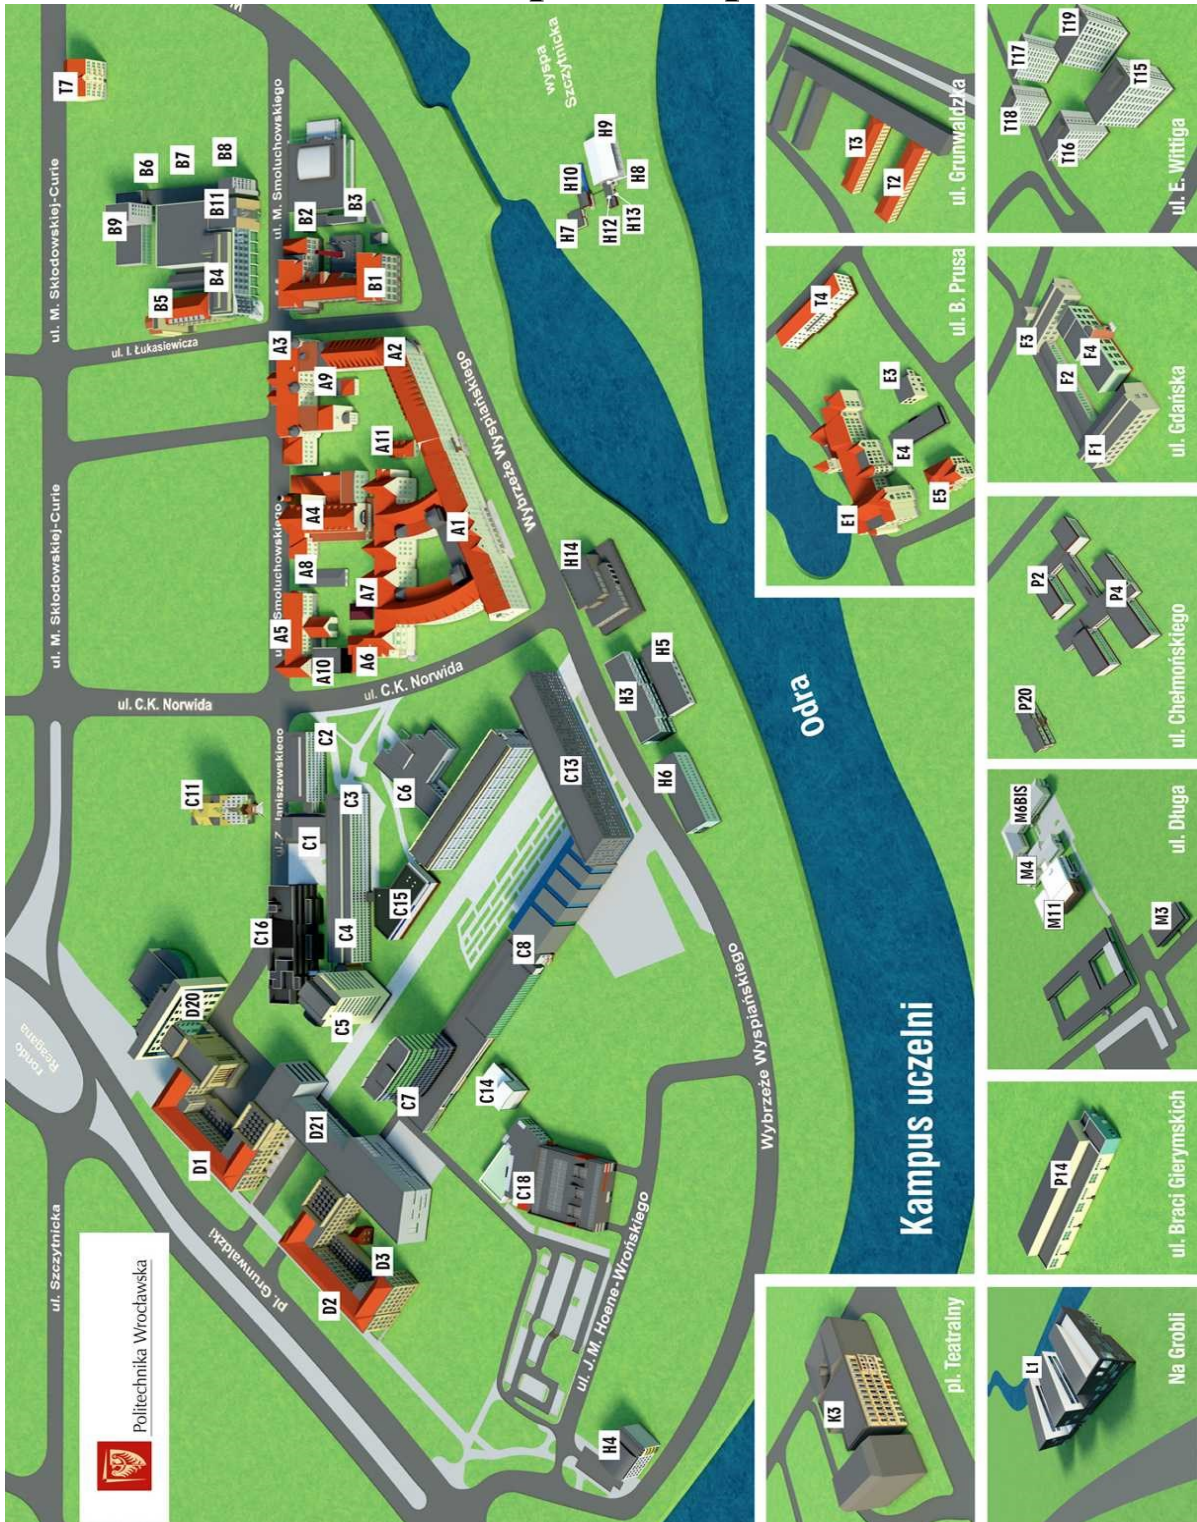 Politechnika Wrocławska
ul. Szczytnicka
rondo
Reagana
ul. M. Skłodowskiej-Curie
ul. M. Skłodowskiej-Curie
T7
pl. Grunwaldzki
D1
D20
D2
D3
D21
C11
ul. C.K. Norwida
ul. I. Łukasiewicza
B5
B9
B6
B7
B4
B11
B8
C16
C5
C4
C1
C3
C2
ul. Z. Janiszewskiego
Smoluchowskiego
ul. M. Smoluchowskiego
A5
A10
A8
A6
A7
A4
A3
A9
A11
A2
A1
B2
B3
B1
C7
C15
C6
ul. C.K. Norwida
C14
C8
C13
C18
H4
ul. J. M. Hoene-Wrońskiego
Wybrzeże Wyspiańskiego
Wybrzeże Wyspiańskiego
H14
H3
H5
H6
wyspa
Szczytnicka
H7
H10
H9
H12
H13
H8
Odra
Kampus uczelni
K3
pl. Teatralny
E1
E4
E5
E3
T4
ul. B. Prusa
T3
T2
ul. Grunwaldzka
L1
Na Grobli
P14
ul. Braci Gierymskich
M11
M4
M6BIS
M3
ul. Długa
P20
P2
P4
ul. Chełmońskiego
F3
F2
F4
F1
ul. Gdańska
T18
T17
T19
T16
T15
ul. E. Wittiga